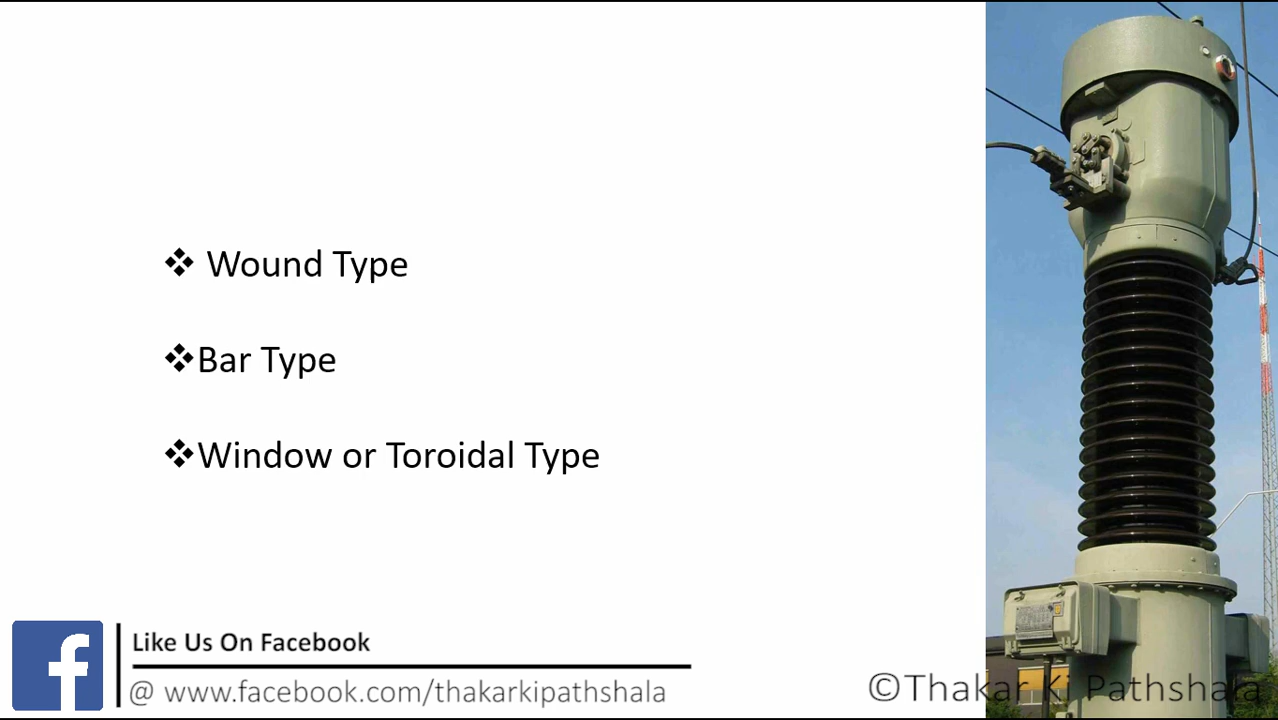 ❖ Wound Type
❖Bar Type
❖Window or Toroidal Type
Like Us On Facebook
@ www.facebook.com/thakarkipathshala
©Thakar Ki Pathshala